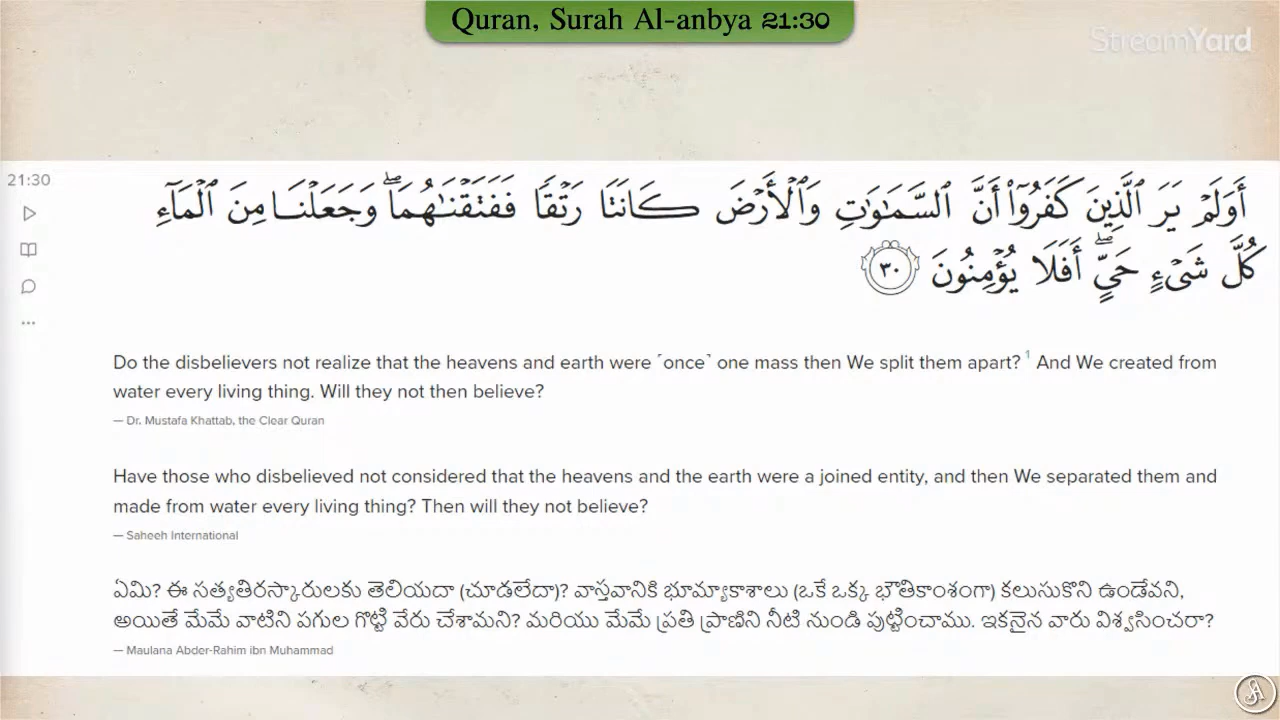 Quran, Surah Al-anbya 21:30
StreamYard
21:30
أَوَلَمْ يَرَ ٱلَّذِينَ كَفَرُوٓا۟ أَنَّ ٱلسَّمَـٰوَٰتِ وَٱلْأَرْضَ كَانَتَا رَتْقًا فَفَتَقْنَـٰهُمَا ۖ وَجَعَلْنَا مِنَ ٱلْمَآءِ
كُلَّ شَىْءٍ حَىٍّ ۖ أَفَلَا يُؤْمِنُونَ ٣٠
Do the disbelievers not realize that the heavens and earth were ˹once˺ one mass then We split them apart? 1 And We created from
water every living thing. Will they not then believe?
— Dr. Mustafa Khattab, the Clear Quran
Have those who disbelieved not considered that the heavens and the earth were a joined entity, and then We separated them and
made from water every living thing? Then will they not believe?
— Saheeh International
ఏమి? ఈ సత్యతిరస్కారులకు తెలియదా (చూడలేదా)? వాస్తవానికి భూమ్యాకాశాలు (ఒకే ఒక్క భౌతికాంశంగా) కలుసుకొని ఉండేవని,
అయితే మేమే వాటిని పగుల గొట్టి వేరు చేశామని? మరియు మేమే ప్రతి ప్రాణిని నీటి నుండి పుట్టించాము. ఇకనైన వారు విశ్వసించరా?
— Maulana Abder-Rahim ibn Muhammad